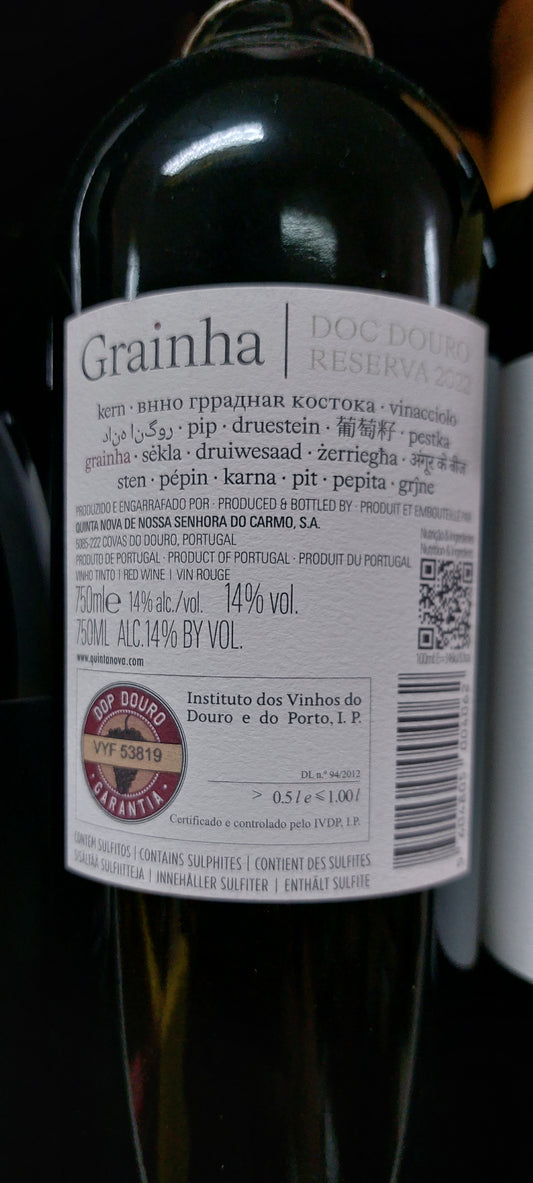 Grainha
DOC DOURO
RESERVA 2022
kern · внно гррадная костока · vinacciolo
pip · druestein · 葡萄籽 · pestka
grainha · sėkla · druiwesaad · żerriegħa · अंगूर के बीज
sten · pépin · karna · pit · pepita · grjne
PRODUZIDO E ENGARRAFADO POR · PRODUCED & BOTTLED BY · PRODUIT ET EMBOUTEILLÉ PAR
QUINTA NOVA DE NOSSA SENHORA DO CARMO, S.A.
5085-222 COVAS DO DOURO, PORTUGAL
PRODUTO DE PORTUGAL · PRODUCT OF PORTUGAL · PRODUIT DU PORTUGAL
VINHO TINTO | RED WINE | VIN ROUGE
750ml e 14% alc./vol. 14% vol.
750ML ALC.14% BY VOL.
www.quintanova.com
Nutrição & Ingredientes
Nutrition & Ingredients
DOP DOURO
VYF 53819
· GARANTIA ·
Instituto dos Vinhos do
Douro e do Porto, I. P.
DL n.º 94/2012
> 0.5 l e ⩽ 1.00 l
Certificado e controlado pelo IVDP, I.P.
CONTÉM SULFITOS | CONTAINS SULPHITES | CONTIENT DES SULFITES
SISÄLTÄÄ SULFIITTEJA | INNEHÅLLER SULFITER | ENTHÄLT SULFITE